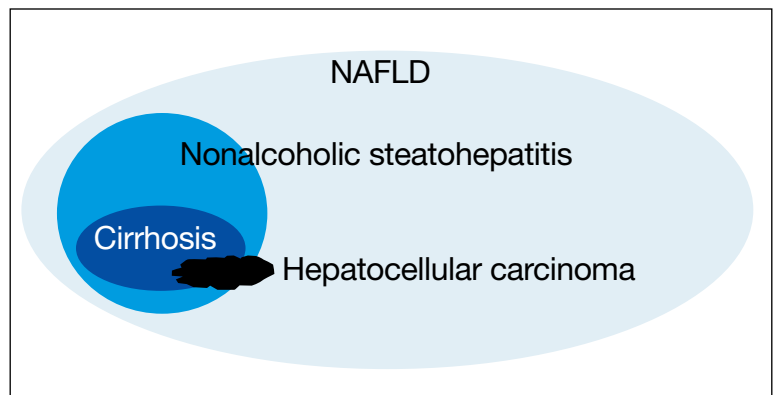 NAFLD
Nonalcoholic steatohepatitis
Cirrhosis
Hepatocellular carcinoma